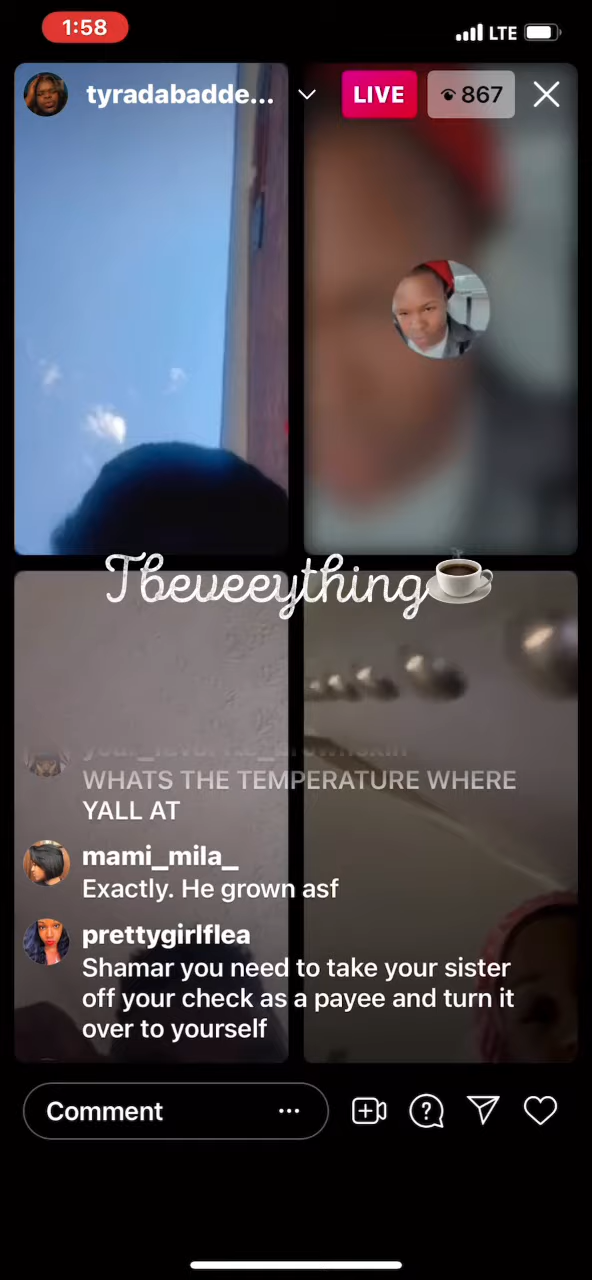 1:58
LTE
tyradabadde...
LIVE
867
Tbeveeything
WHATS THE TEMPERATURE WHERE
YALL AT
mami_mila_
Exactly. He grown asf
prettygirlflea
Shamar you need to take your sister
off your check as a payee and turn it
over to yourself
Comment